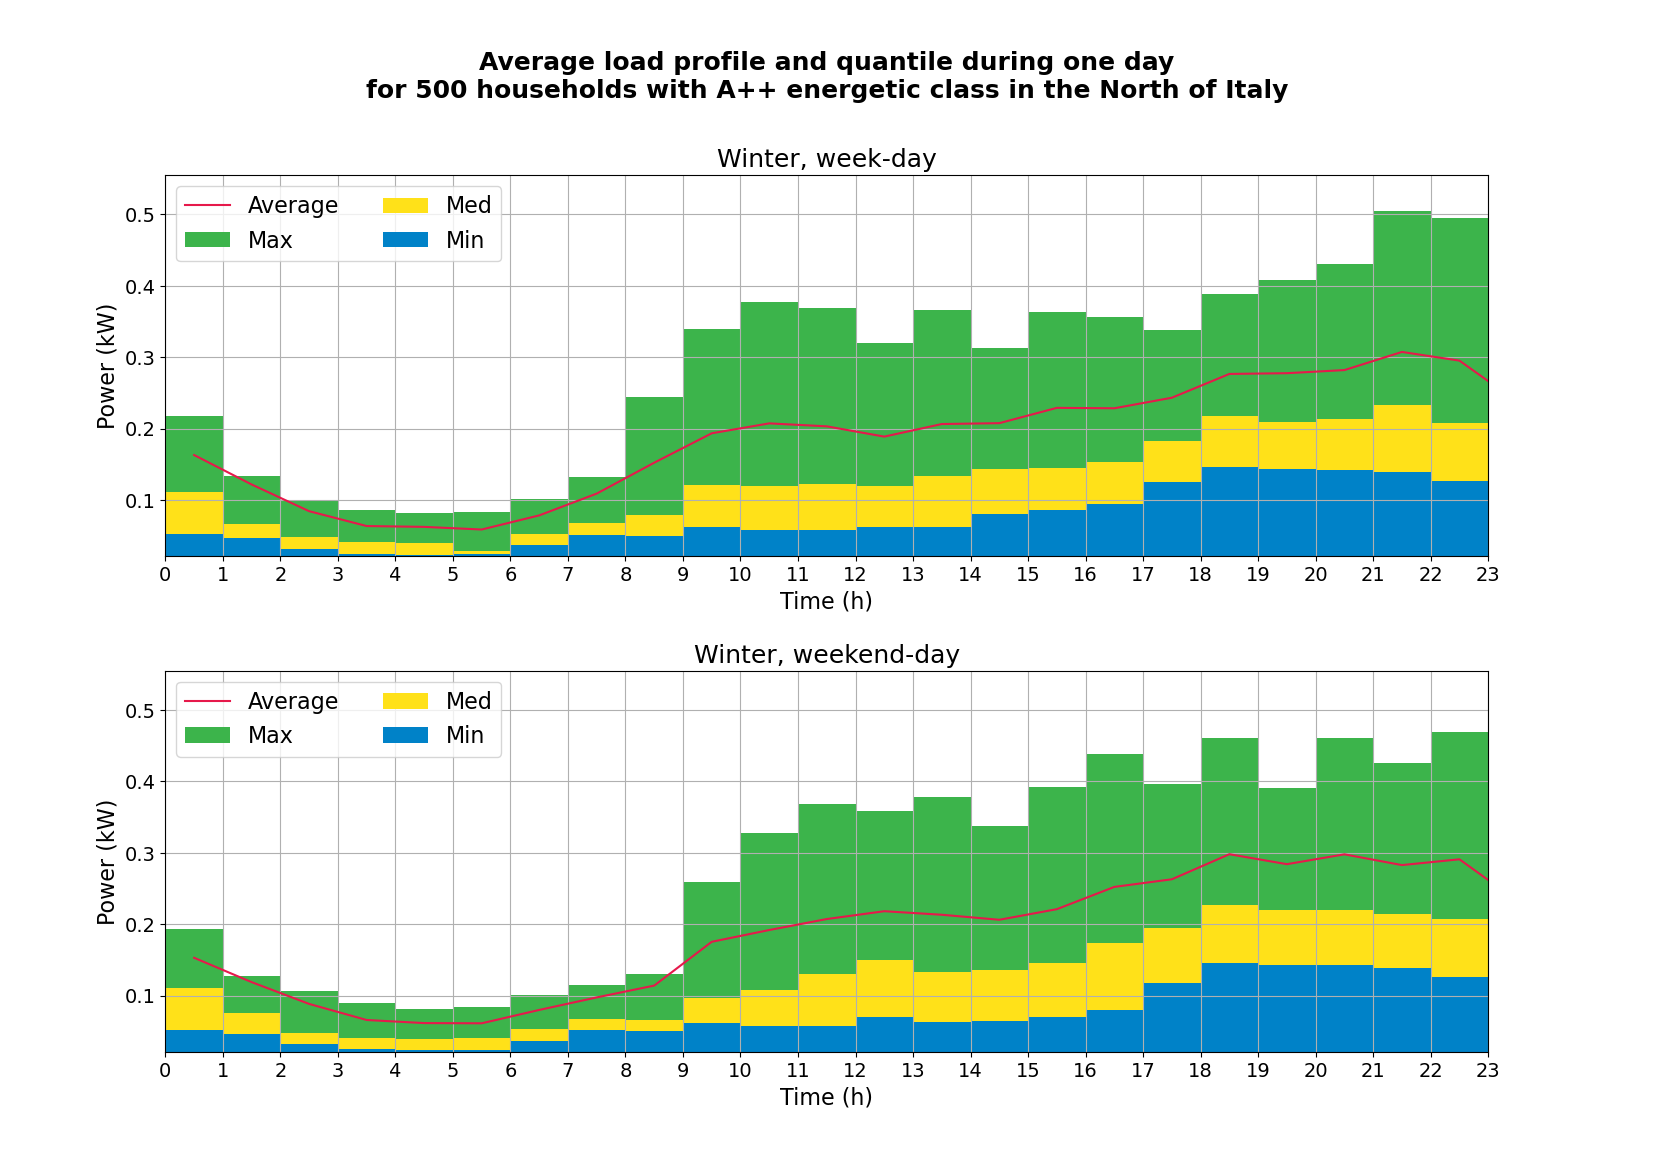 Average load profile and quantile during one day
for 500 households with A++ energetic class in the North of Italy
Winter, week-day
Average
Max
Med
Min
Power (kW)
0.5
0.4
0.3
0.2
0.1
0 1 2 3 4 5 6 7 8 9 10 11 12 13 14 15 16 17 18 19 20 21 22 23
Time (h)
Winter, weekend-day
Average
Max
Med
Min
Power (kW)
0.5
0.4
0.3
0.2
0.1
0 1 2 3 4 5 6 7 8 9 10 11 12 13 14 15 16 17 18 19 20 21 22 23
Time (h)